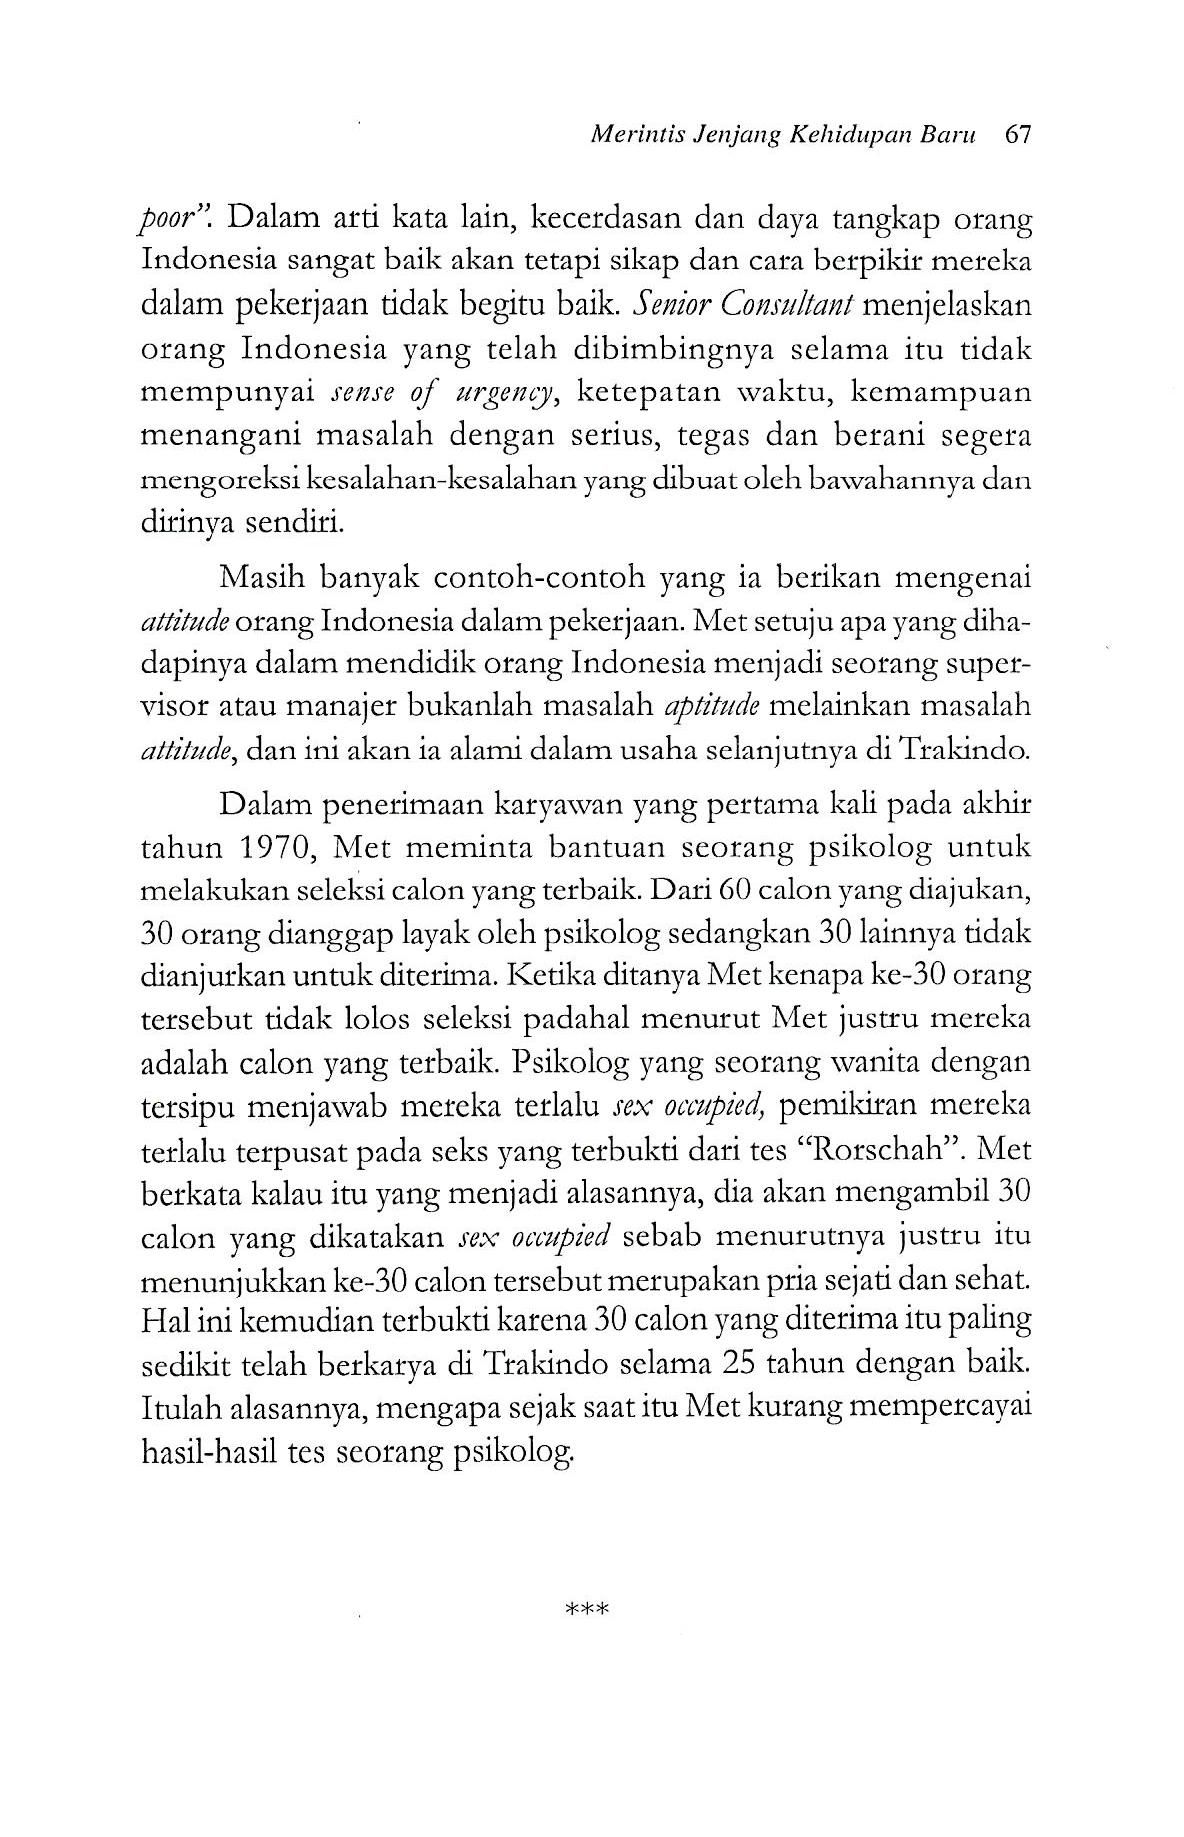 Merintis Jenjang Kehidupan Baru 67
poor”. Dalam arti kata lain, kecerdasan dan daya tangkap orang
Indonesia sangat baik akan tetapi sikap dan cara berpikir mereka
dalam pekerjaan tidak begitu baik. Senior Consultant menjelaskan
orang Indonesia yang telah dibimbingnya selama itu tidak
mempunyai sense of urgency, ketepatan waktu, kemampuan
menangani masalah dengan serius, tegas dan berani segera
mengoreksi kesalahan-kesalahan yang dibuat oleh bawahannya dan
dirinya sendiri.
Masih banyak contoh-contoh yang ia berikan mengenai
attitude orang Indonesia dalam pekerjaan. Met setuju apa yang diha-
dapinya dalam mendidik orang Indonesia menjadi seorang super-
visor atau manajer bukanlah masalah aptitude melainkan masalah
attitude, dan ini akan ia alami dalam usaha selanjutnya di Trakindo.
Dalam penerimaan karyawan yang pertama kali pada akhir
tahun 1970, Met meminta bantuan seorang psikolog untuk
melakukan seleksi calon yang terbaik. Dari 60 calon yang diajukan,
30 orang dianggap layak oleh psikolog sedangkan 30 lainnya tidak
dianjurkan untuk diterima. Ketika ditanya Met kenapa ke-30 orang
tersebut tidak lolos seleksi padahal menurut Met justru mereka
adalah calon yang terbaik. Psikolog yang seorang wanita dengan
tersipu menjawab mereka terlalu sex occupied, pemikiran mereka
terlalu terpusat pada seks yang terbukti dari tes “Rorschah”. Met
berkata kalau itu yang menjadi alasannya, dia akan mengambil 30
calon yang dikatakan sex occupied sebab menurutnya justru itu
menunjukkan ke-30 calon tersebut merupakan pria sejati dan sehat.
Hal ini kemudian terbukti karena 30 calon yang diterima itu paling
sedikit telah berkarya di Trakindo selama 25 tahun dengan baik.
Itulah alasannya, mengapa sejak saat itu Met kurang mempercayai
hasil-hasil tes seorang psikolog.
***